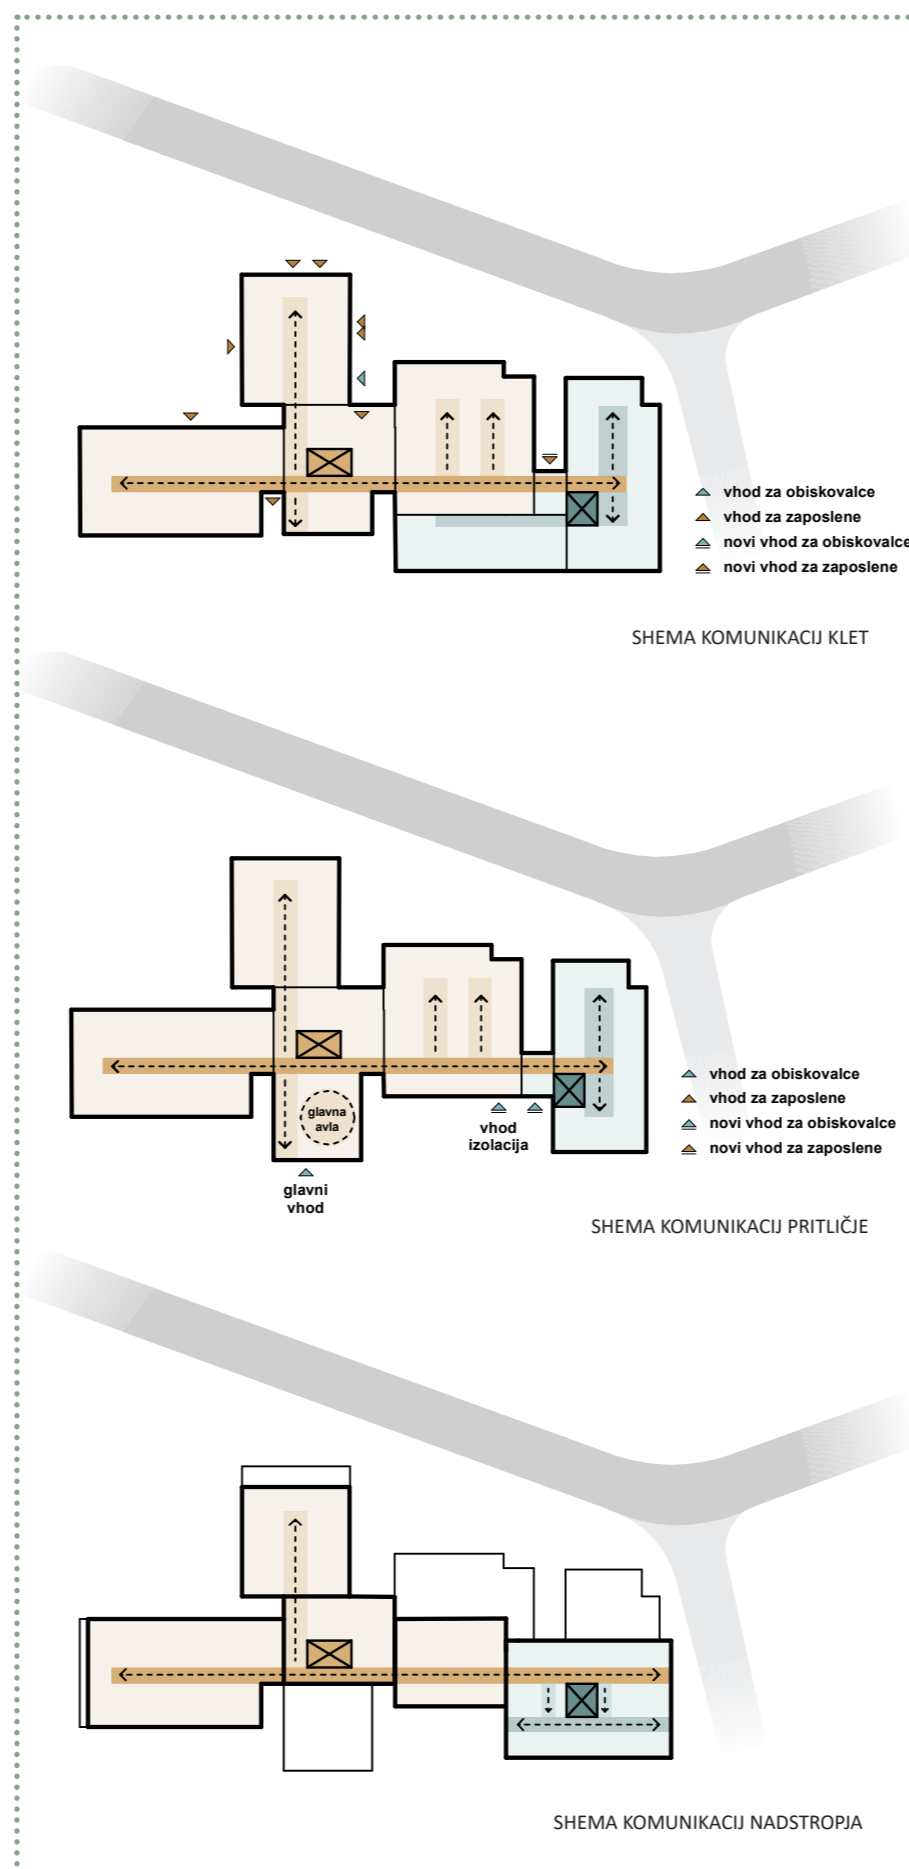 vhod za obiskovalce
vhod za zaposlene
novi vhod za obiskovalce
novi vhod za zaposlene
SHEMA KOMUNIKACIJ KLET
glavna
avla
vhod
izolacija
glavni
vhod
vhod za obiskovalce
vhod za zaposlene
novi vhod za obiskovalce
novi vhod za zaposlene
SHEMA KOMUNIKACIJ PRITLIČJE
SHEMA KOMUNIKACIJ NADSTROPJA